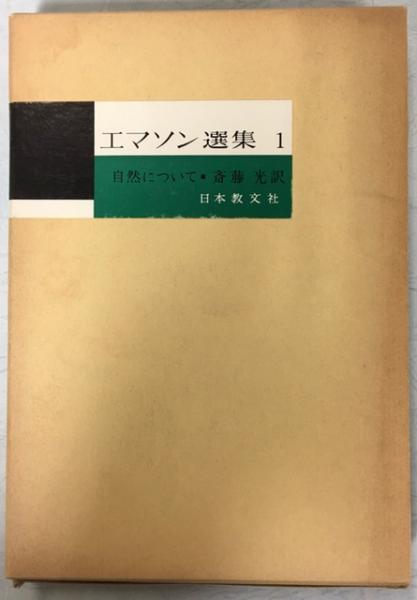 エマソン選集 1
自然について・斎藤 光訳
日本教文社